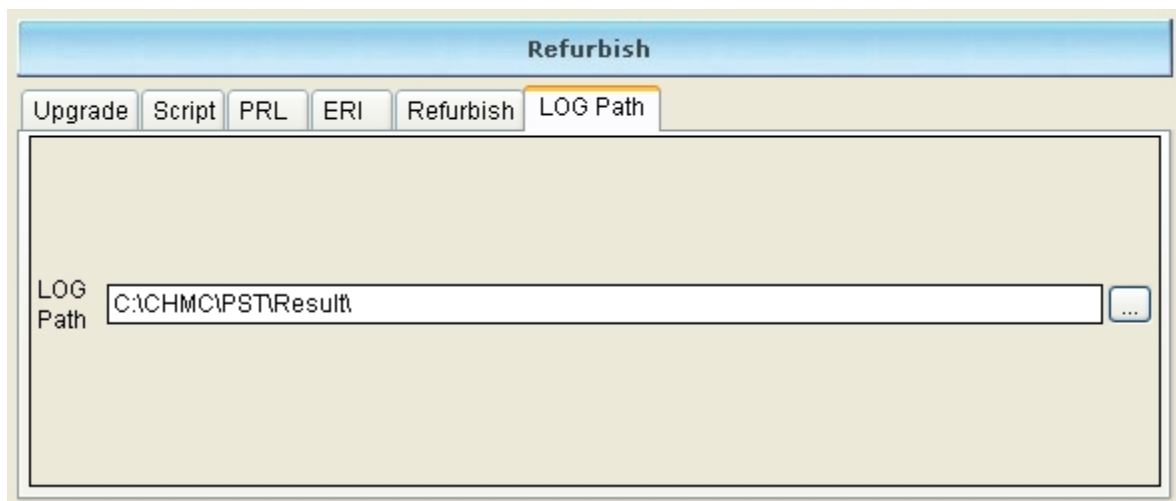 Refurbish
Upgrade Script PRL ERI Refurbish LOG Path
LOG
Path
C:\CHMC\PST\Result\
...